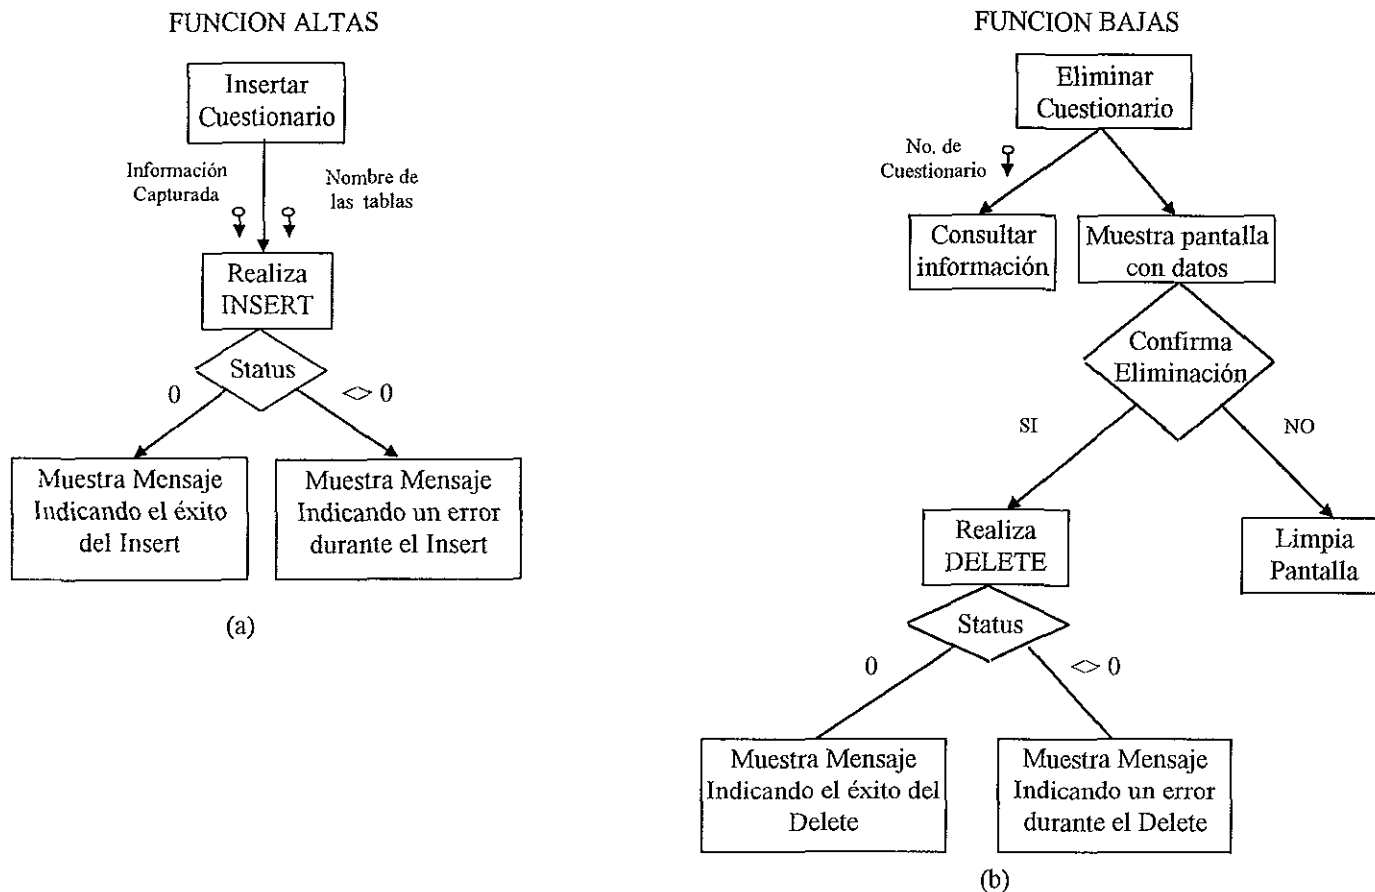 FUNCION ALTAS
Insertar
Cuestionario
Información
Capturada
Nombre de
las tablas
Realiza
INSERT
Status
0
<> 0
Muestra Mensaje
Indicando el éxito
del Insert
Muestra Mensaje
Indicando un error
durante el Insert
(a)
FUNCION BAJAS
Eliminar
Cuestionario
No. de
Cuestionario
Consultar
información
Muestra pantalla
con datos
Confirma
Eliminación
SI
NO
Realiza
DELETE
Limpia
Pantalla
Status
0
<> 0
Muestra Mensaje
Indicando el éxito del
Delete
Muestra Mensaje
Indicando un error
durante el Delete
(b)